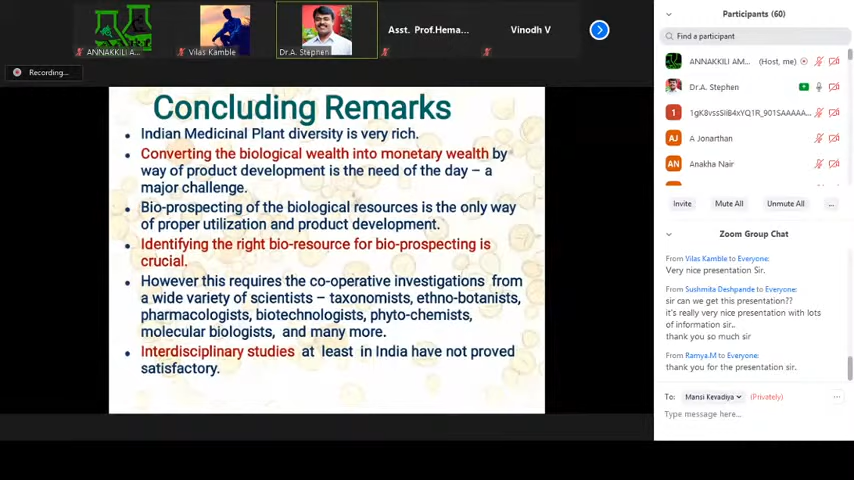 ANNAKKILI A...
Vilas Kamble
Dr.A. Stephen
Asst. Prof.Hema...
Vinodh V
Recording...
Concluding Remarks
• Indian Medicinal Plant diversity is very rich.
• Converting the biological wealth into monetary wealth by
way of product development is the need of the day – a
major challenge.
• Bio-prospecting of the biological resources is the only way
of proper utilization and product development.
• Identifying the right bio-resource for bio-prospecting is
crucial.
• However this requires the co-operative investigations from
a wide variety of scientists – taxonomists, ethno-botanists,
pharmacologists, biotechnologists, phyto-chemists,
molecular biologists, and many more.
• Interdisciplinary studies at least in India have not proved
satisfactory.
Participants (60)
Find a participant
ANNAKKILI AM... (Host, me)
Dr.A. Stephen
1 1gK8vssSiiB4xYQ1R_901SAAAAA...
AJ A Jonarthan
AN Anakha Nair
Invite Mute All Unmute All ...
Zoom Group Chat
From Vilas Kamble to Everyone:
Very nice presentation Sir.
From Sushmita Deshpande to Everyone:
sir can we get this presentation??
it's really very nice presentation with lots
of information sir..
thank you so much sir
From Ramya.M to Everyone:
thank you for the presentation sir.
To: Mansi Kevadiya (Privately) ...
Type message here...